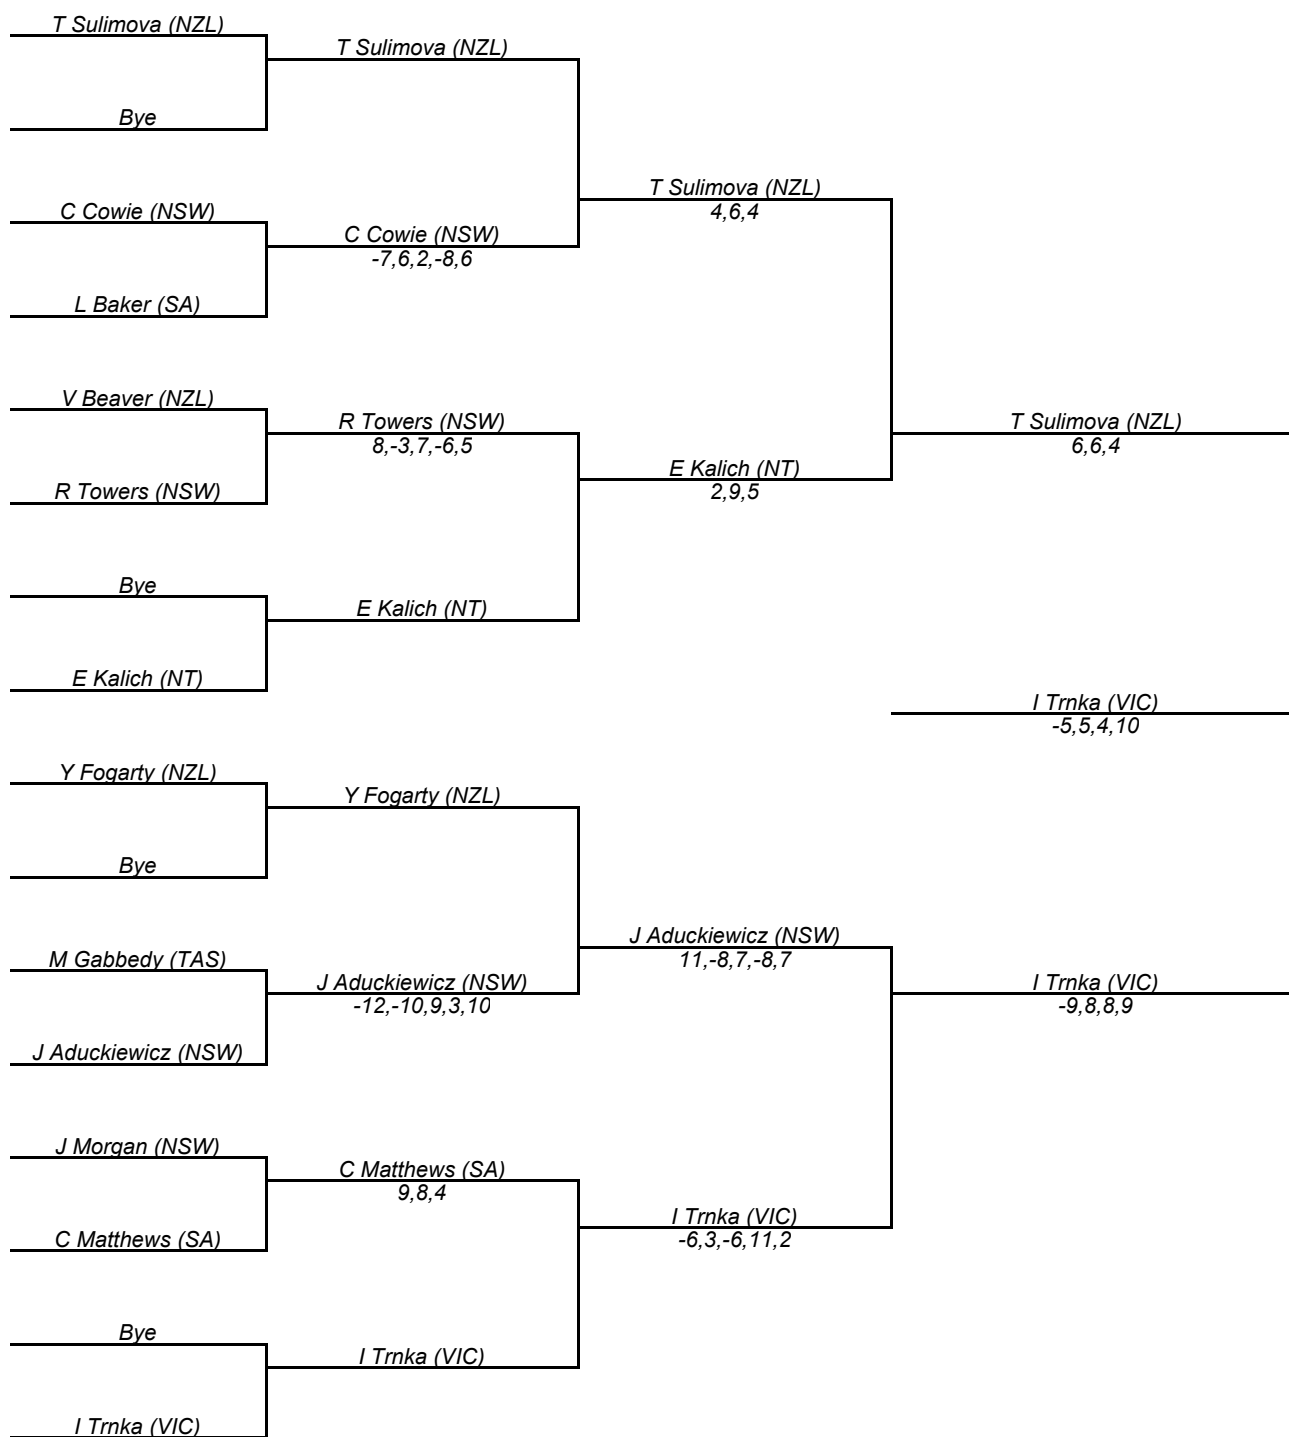 T Sulimova (NZL)
T Sulimova (NZL)
Bye
T Sulimova (NZL)
4,6,4
C Cowie (NSW)
C Cowie (NSW)
-7,6,2,-8,6
L Baker (SA)
V Beaver (NZL)
R Towers (NSW)
8,-3,7,-6,5
T Sulimova (NZL)
6,6,4
E Kalich (NT)
2,9,5
R Towers (NSW)
Bye
E Kalich (NT)
E Kalich (NT)
I Trnka (VIC)
-5,5,4,10
Y Fogarty (NZL)
Y Fogarty (NZL)
Bye
J Aduckiewicz (NSW)
11,-8,7,-8,7
M Gabbedy (TAS)
J Aduckiewicz (NSW)
-12,-10,9,3,10
I Trnka (VIC)
-9,8,8,9
J Aduckiewicz (NSW)
J Morgan (NSW)
C Matthews (SA)
9,8,4
I Trnka (VIC)
-6,3,-6,11,2
C Matthews (SA)
Bye
I Trnka (VIC)
I Trnka (VIC)